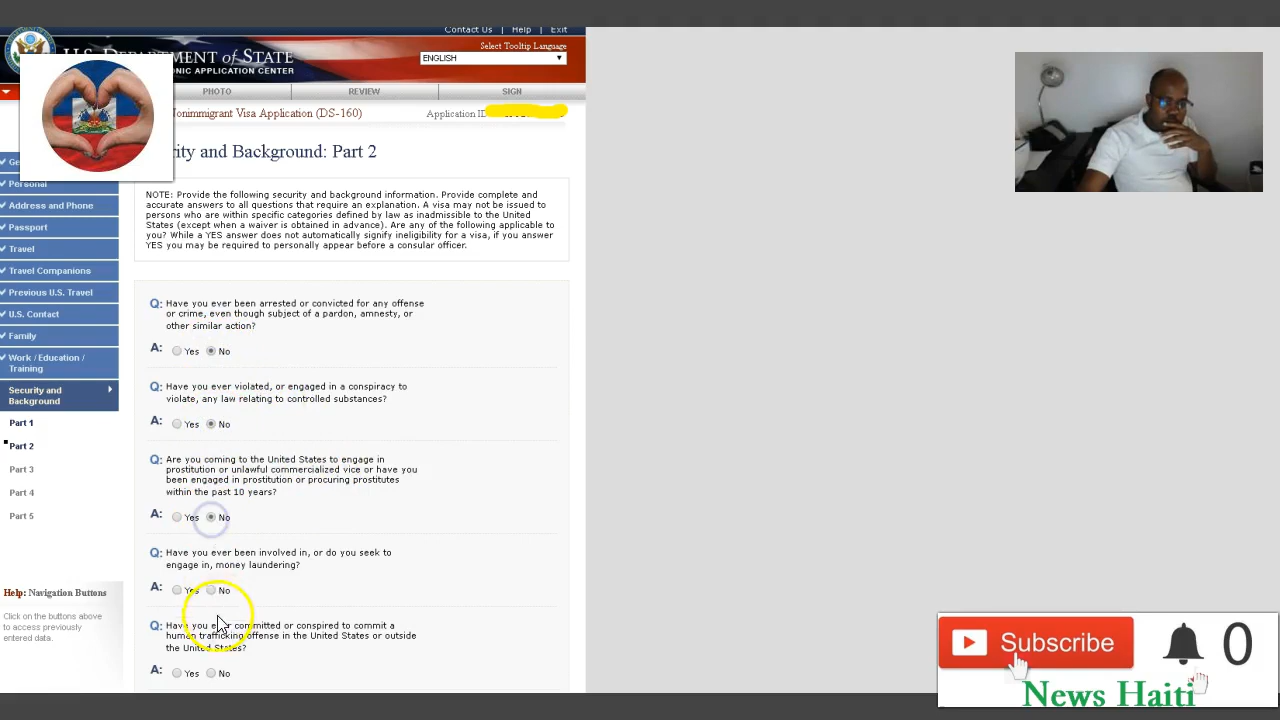 Contact Us | Help | Exit
U.S. DEPARTMENT of STATE
Select Tooltip Language
ENGLISH
ONIC APPLICATION CENTER
PHOTO REVIEW SIGN
Nonimmigrant Visa Application (DS-160)
Application ID
rity and Background: Part 2
Ge
Personal
Address and Phone
Passport
Travel
Travel Companions
Previous U.S. Travel
U.S. Contact
Family
Work / Education /
Training
Security and
Background
Part 1
Part 2
Part 3
Part 4
Part 5
Help: Navigation Buttons
Click on the buttons above
to access previously
entered data.
NOTE: Provide the following security and background information. Provide complete and
accurate answers to all questions that require an explanation. A visa may not be issued to
persons who are within specific categories defined by law as inadmissible to the United
States (except when a waiver is obtained in advance). Are any of the following applicable to
you? While a YES answer does not automatically signify ineligibility for a visa, if you answer
YES you may be required to personally appear before a consular officer.
Q: Have you ever been arrested or convicted for any offense
or crime, even though subject of a pardon, amnesty, or
other similar action?
A: Yes No
Q: Have you ever violated, or engaged in a conspiracy to
violate, any law relating to controlled substances?
A: Yes No
Q: Are you coming to the United States to engage in
prostitution or unlawful commercialized vice or have you
been engaged in prostitution or procuring prostitutes
within the past 10 years?
A: Yes No
Q: Have you ever been involved in, or do you seek to
engage in, money laundering?
A: Yes No
Q: Have you ever committed or conspired to commit a
human trafficking offense in the United States or outside
the United States?
A: Yes No
Subscribe 0
News Haiti